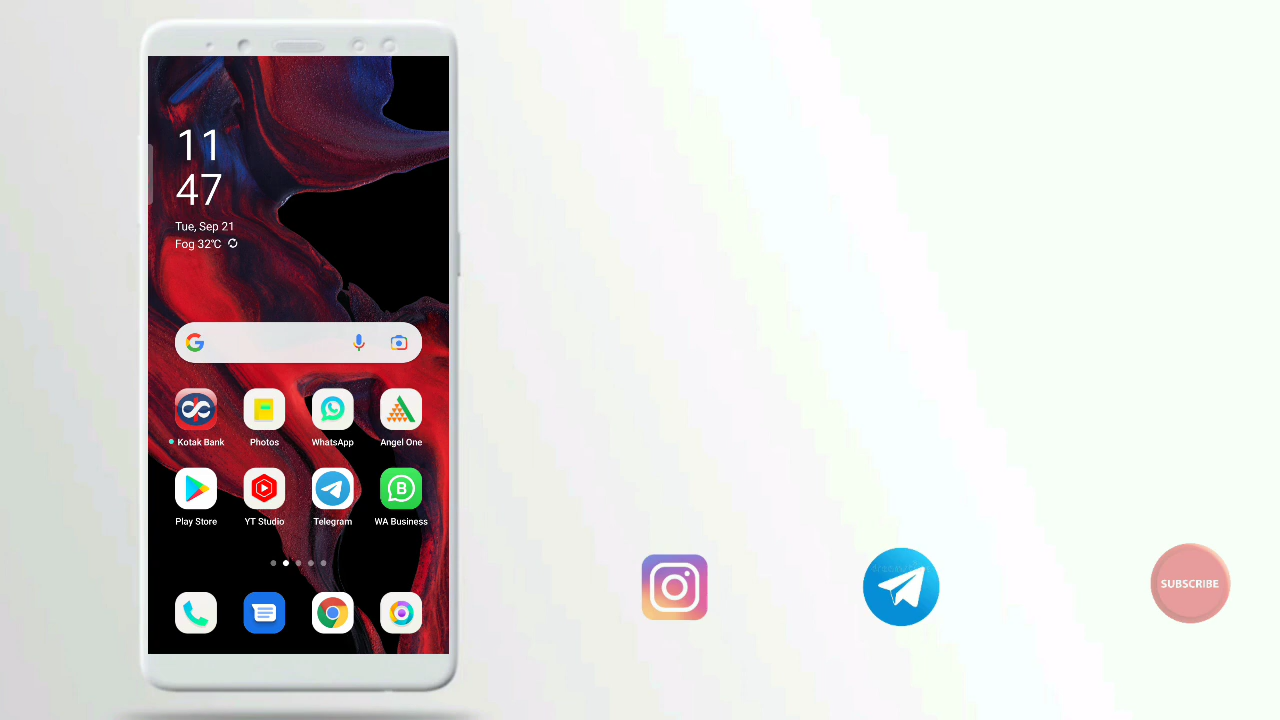 11
47
Tue, Sep 21
Fog 32℃
Kotak Bank
Photos
WhatsApp
Angel One
Play Store
YT Studio
Telegram
WA Business
SUBSCRIBE